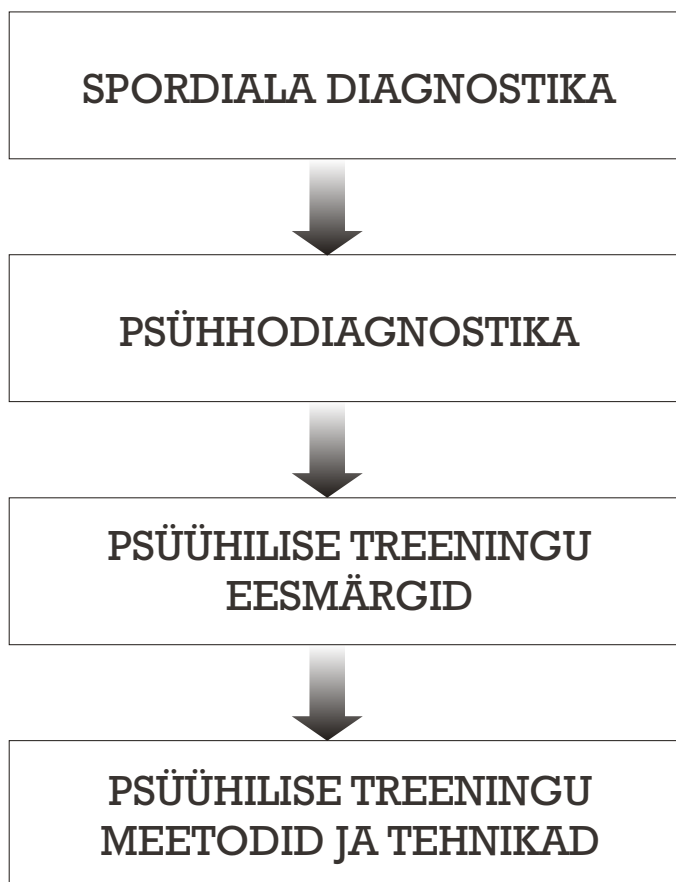 SPORDIALA DIAGNOSTIKA
PSÜHHODIAGNOSTIKA
PSÜÜHILISE TREENINGU
EESMÄRGID
PSÜÜHILISE TREENINGU
MEETODID JA TEHNIKAD